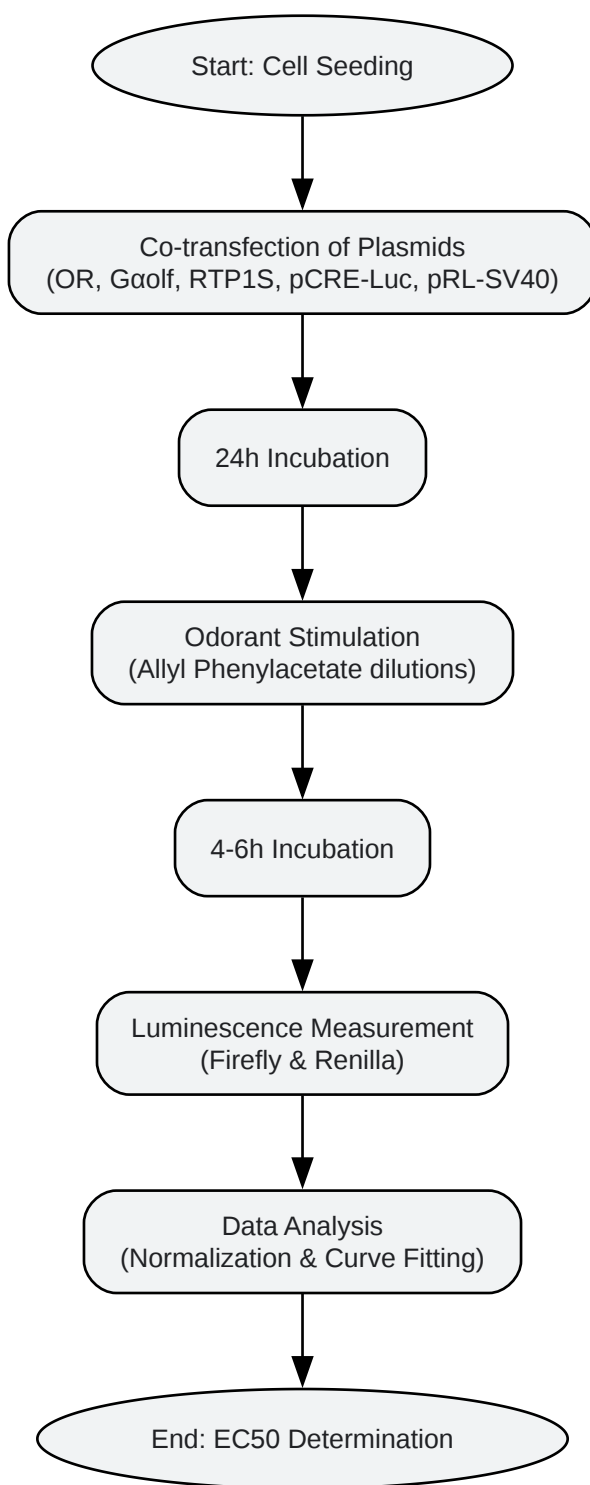 Start: Cell Seeding
Co-transfection of Plasmids
(OR, Gαolf, RTP1S, pCRE-Luc, pRL-SV40)
24h Incubation
Odorant Stimulation
(Allyl Phenylacetate dilutions)
4-6h Incubation
Luminescence Measurement
(Firefly & Renilla)
Data Analysis
(Normalization & Curve Fitting)
End: EC50 Determination